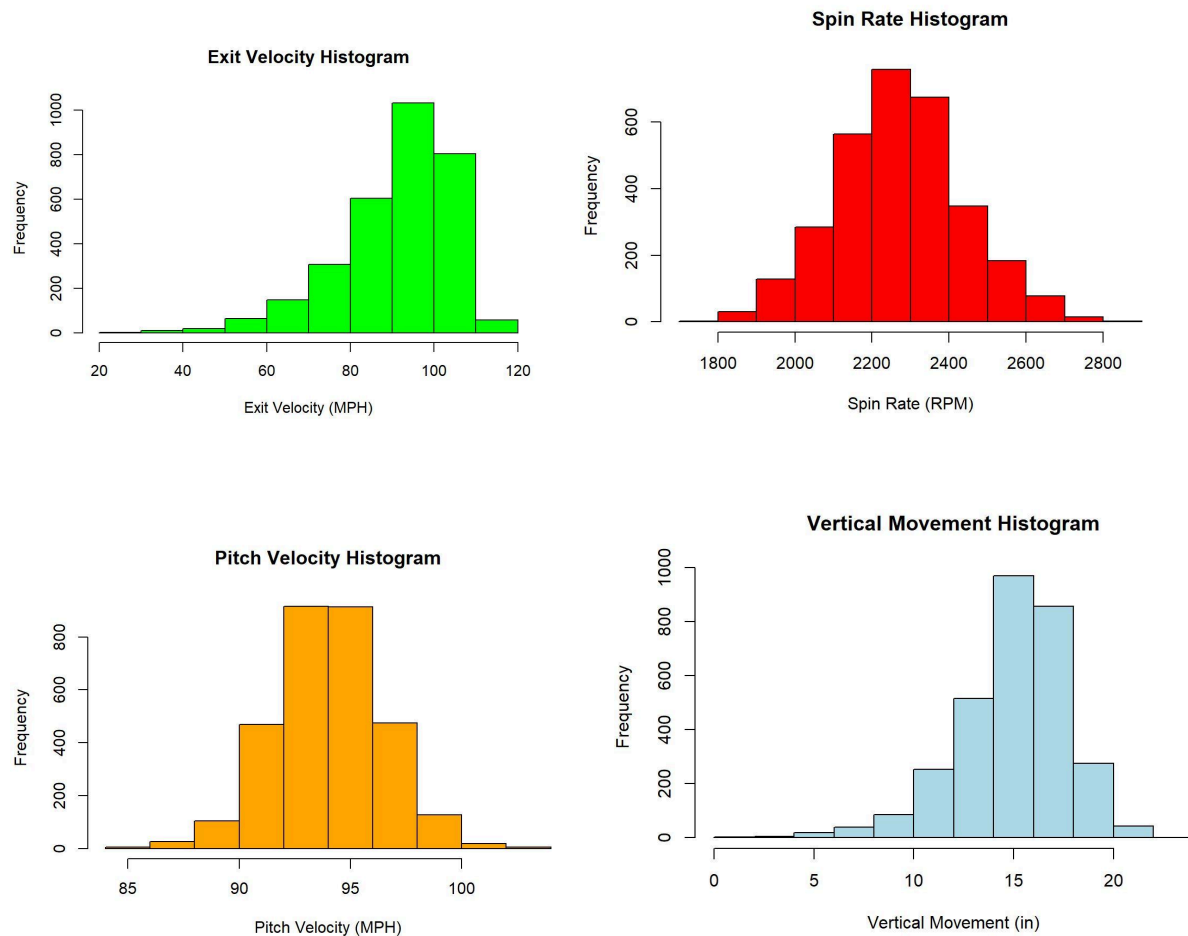 Exit Velocity Histogram
Frequency
0 200 400 600 800 1000
20 40 60 80 100 120
Exit Velocity (MPH)
Spin Rate Histogram
Frequency
0 200 400 600
1800 2000 2200 2400 2600 2800
Spin Rate (RPM)
Pitch Velocity Histogram
Frequency
0 200 400 600 800
85 90 95 100
Pitch Velocity (MPH)
Vertical Movement Histogram
Frequency
0 200 400 600 800 1000
0 5 10 15 20
Vertical Movement (in)